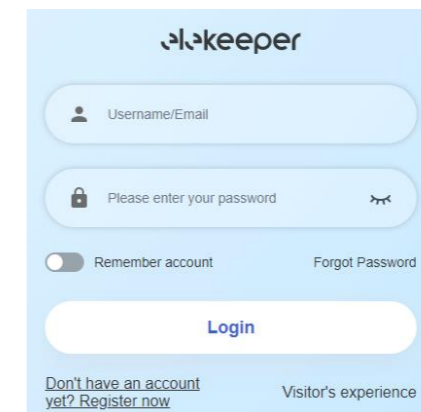 elekeeper
Username/Email
Please enter your password
Remember account
Forgot Password
Login
Don't have an account
yet? Register now
Visitor's experience